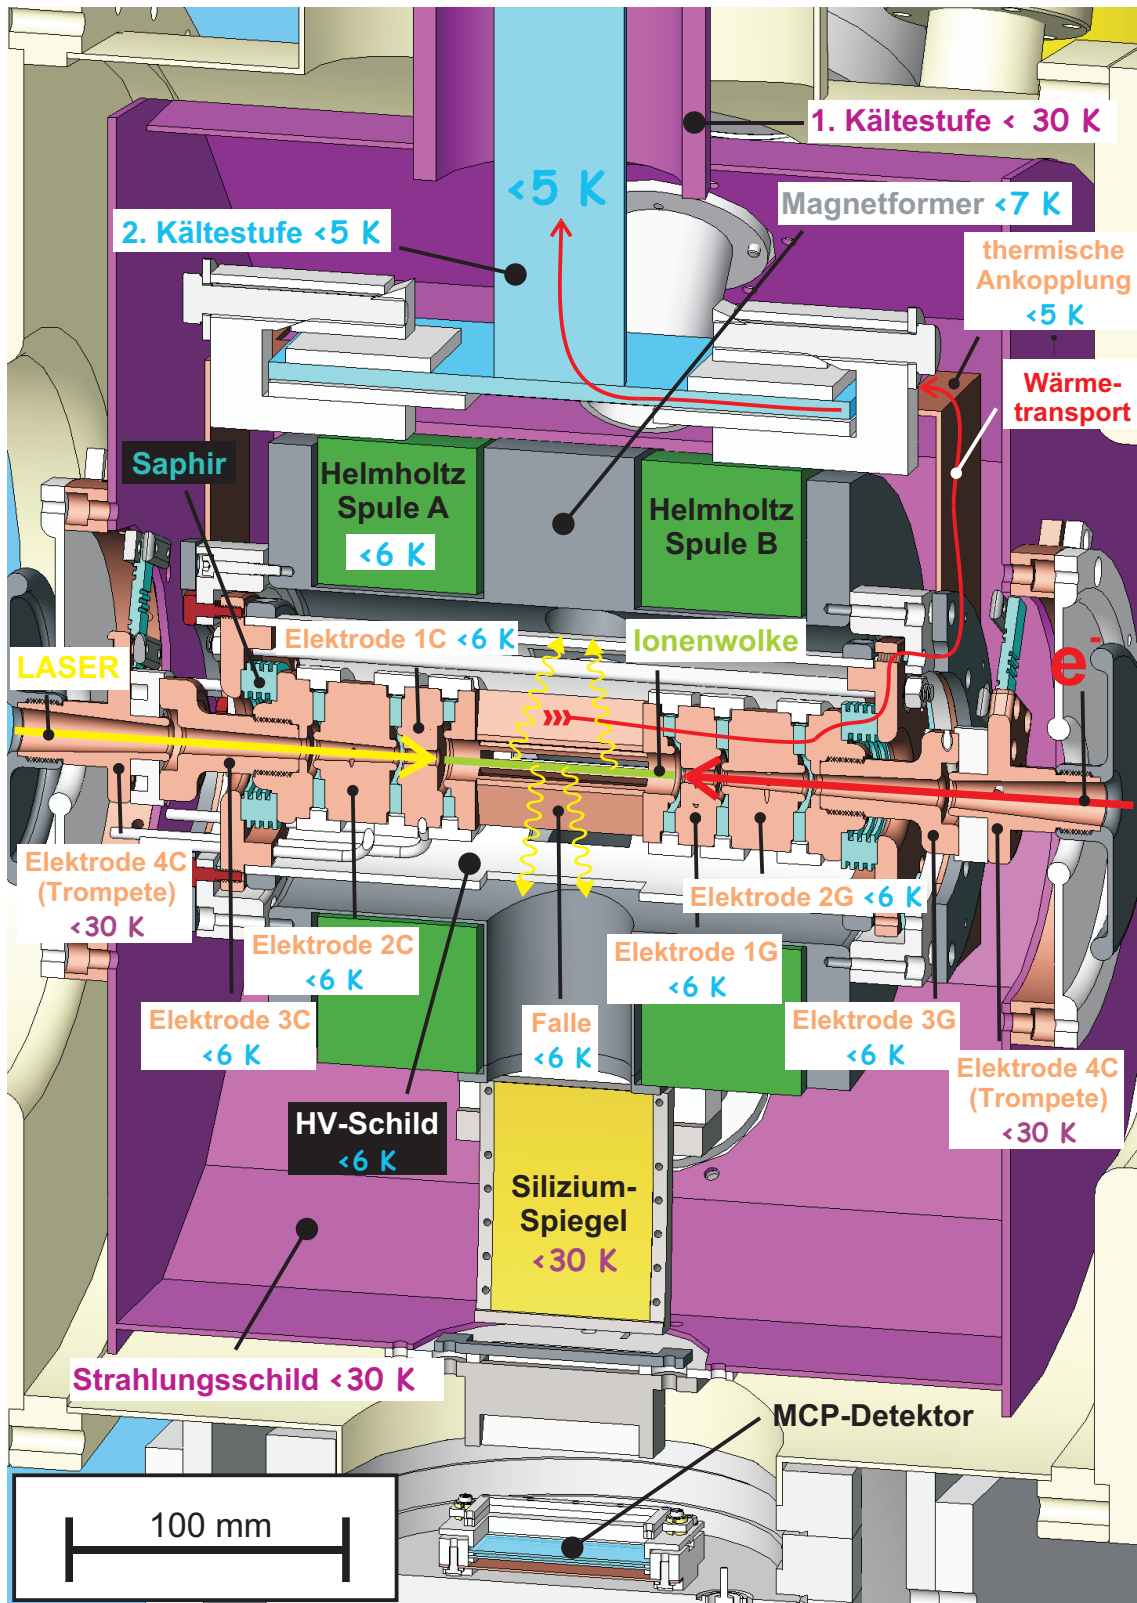 1. Kältestufe < 30 K
<5 K
Magnetformer <7 K
2. Kältestufe <5 K
thermische
Ankopplung
<5 K
Wärme-
transport
Saphir
Helmholtz
Spule A
<6 K
Helmholtz
Spule B
Elektrode 1C <6 K
Ionenwolke
LASER
e-
Elektrode 4C
(Trompete)
<30 K
Elektrode 2C
<6 K
Elektrode 2G <6 K
Elektrode 1G
<6 K
Elektrode 3C
<6 K
Falle
<6 K
Elektrode 3G
<6 K
Elektrode 4C
(Trompete)
<30 K
HV-Schild
<6 K
Silizium-
Spiegel
<30 K
Strahlungsschild <30 K
MCP-Detektor
100 mm